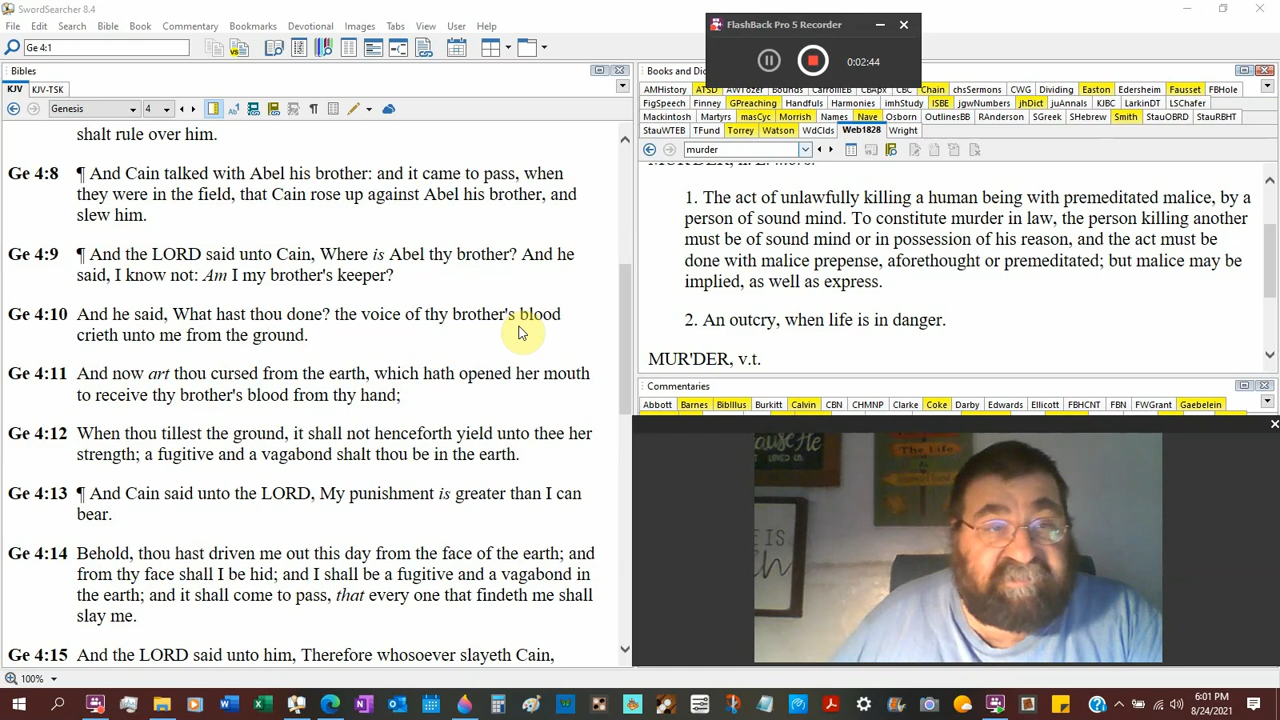 SwordSearcher 8.4
File Edit Search Bible Book Commentary Bookmarks Devotional Images Tabs View User Help
Ge 4:1
FlashBack Pro 5 Recorder
0:02:44
Bibles
KJV KJV-TSK
Genesis 4
shalt rule over him.
Ge 4:8 ¶ And Cain talked with Abel his brother: and it came to pass, when
they were in the field, that Cain rose up against Abel his brother, and
slew him.
Ge 4:9 ¶ And the LORD said unto Cain, Where is Abel thy brother? And he
said, I know not: Am I my brother's keeper?
Ge 4:10 And he said, What hast thou done? the voice of thy brother's blood
crieth unto me from the ground.
Ge 4:11 And now art thou cursed from the earth, which hath opened her mouth
to receive thy brother's blood from thy hand;
Ge 4:12 When thou tillest the ground, it shall not henceforth yield unto thee her
strength; a fugitive and a vagabond shalt thou be in the earth.
Ge 4:13 ¶ And Cain said unto the LORD, My punishment is greater than I can
bear.
Ge 4:14 Behold, thou hast driven me out this day from the face of the earth; and
from thy face shall I be hid; and I shall be a fugitive and a vagabond in
the earth; and it shall come to pass, that every one that findeth me shall
slay me.
Ge 4:15 And the LORD said unto him, Therefore whosoever slayeth Cain,
100%
Books and Di
AMHistory ATSD AWTozer Bounds CarrollEB CBApx CBC Chain chsSermons CWG Dividing Easton Edersheim Fausset FBHole
FigSpeech Finney GPreaching Handfuls Harmonies imhStudy ISBE jgwNumbers jhDict juAnnals KJBC LarkinDT LSChafer
Mackintosh Martyrs masCyc Morrish Names Nave Osborn OutlinesBB RAnderson SGreek SHebrew Smith StauOBRD StauRBHT
StauWTEB TFund Torrey Watson WdClds Web1828 Wright
murder
1. The act of unlawfully killing a human being with premeditated malice, by a
person of sound mind. To constitute murder in law, the person killing another
must be of sound mind or in possession of his reason, and the act must be
done with malice prepense, aforethought or premeditated; but malice may be
implied, as well as express.
2. An outcry, when life is in danger.
MUR'DER, v.t.
Commentaries
Abbott Barnes BibIllus Burkitt Calvin CBN CHMNP Clarke Coke Darby Edwards Ellicott FBHCNT FBN FWGrant Gaebelein
The Life
6:01 PM
8/24/2021